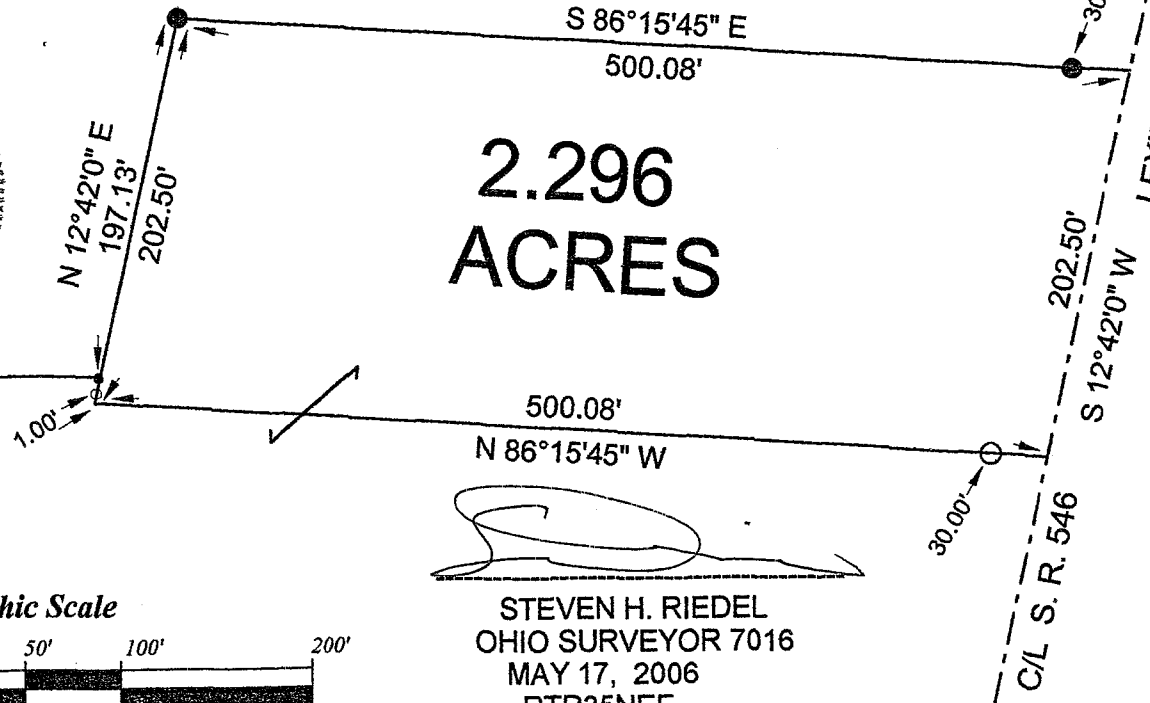 S 86°15'45" E
500.08'
N 12°42'0" E
197.13'
202.50'
2.296
ACRES
202.50'
S 12°42'0" W
1.00'
500.08'
N 86°15'45" W
30.00'
C/L S. R. 546
Scale
50' 100' 200'
STEVEN H. RIEDEL
OHIO SURVEYOR 7016
MAY 17, 2006